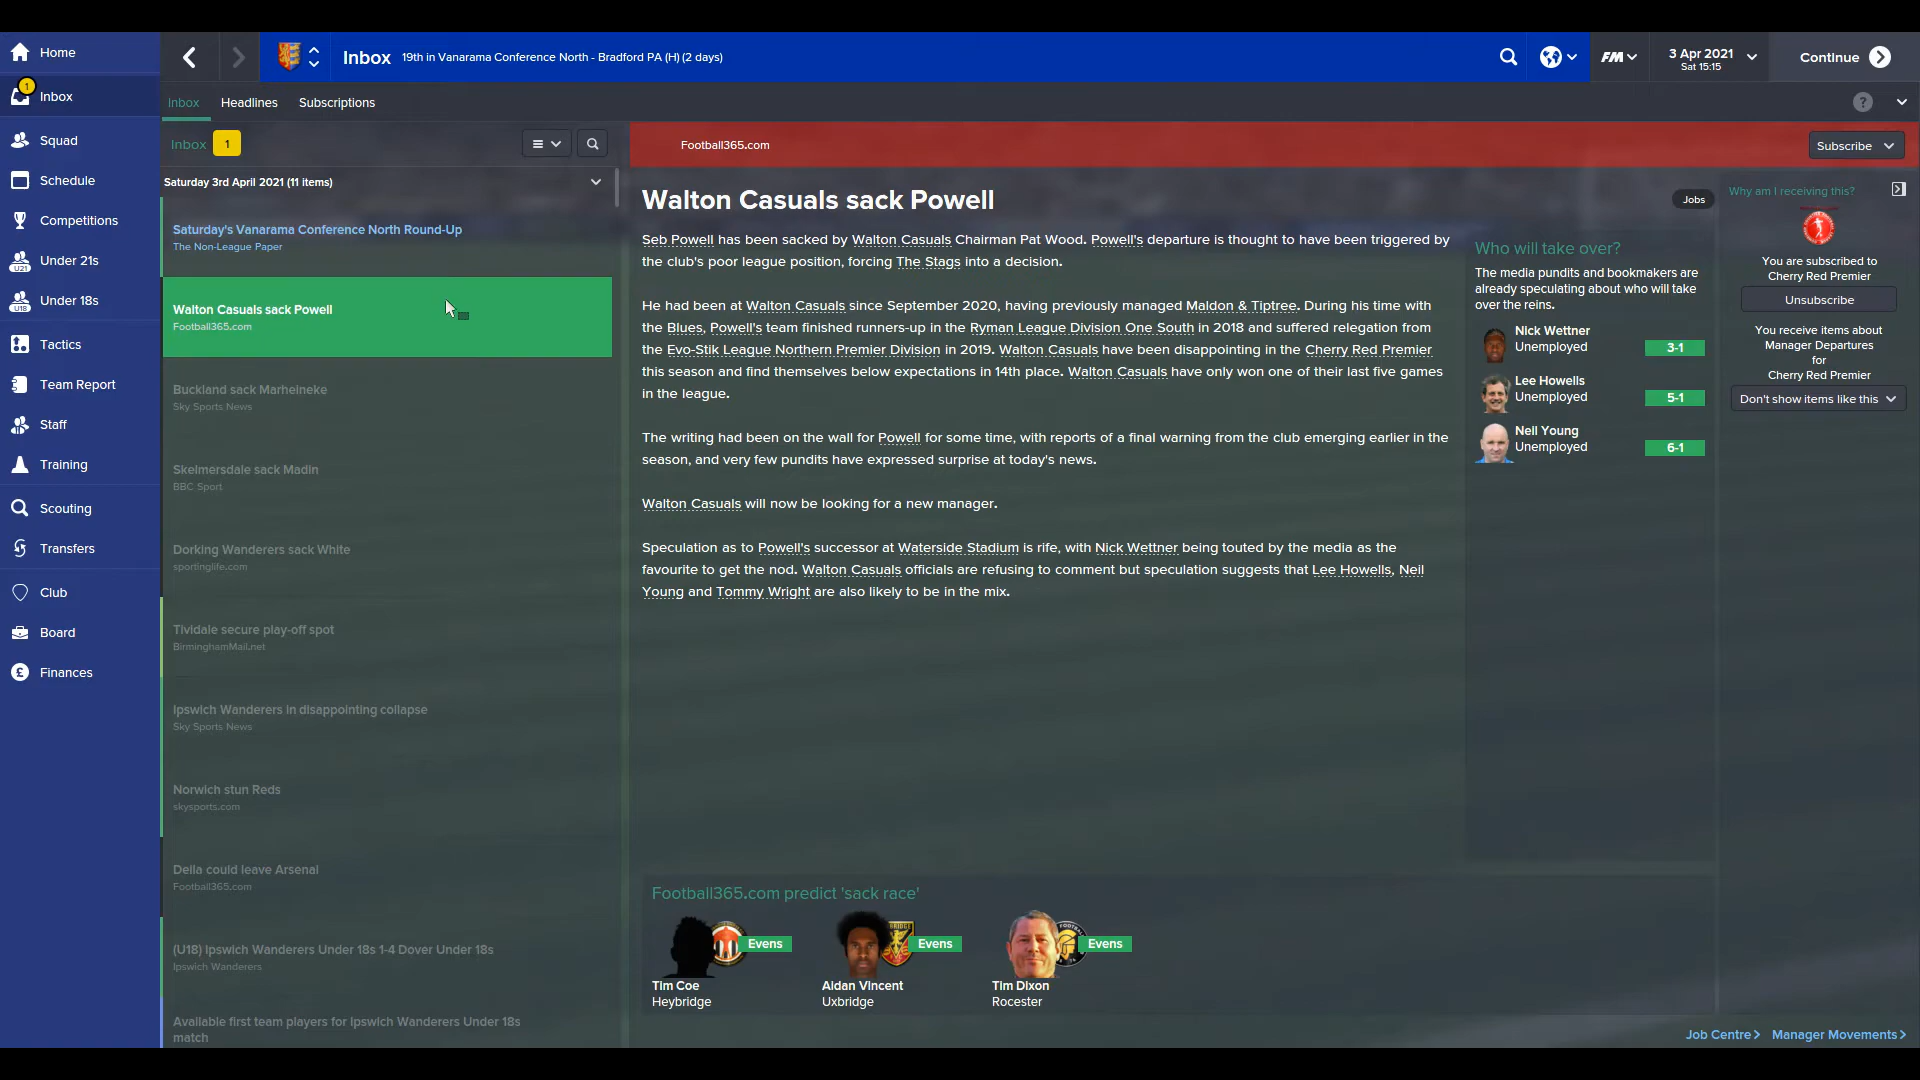 Home
Inbox
1
Squad
Schedule
Competitions
Under 21s
U21
Under 18s
U18
Tactics
Team Report
Staff
Training
Scouting
Transfers
Club
Board
Finances
Inbox
19th in Vanarama Conference North - Bradford PA (H) (2 days)
FM
3 Apr 2021
Sat 15:15
Continue
Inbox
Headlines
Subscriptions
?
Inbox
1
Saturday 3rd April 2021 (11 items)
Saturday's Vanarama Conference North Round-Up
The Non-League Paper
Walton Casuals sack Powell
Football365.com
Buckland sack Marheineke
Sky Sports News
Skelmersdale sack Madin
BBC Sport
Dorking Wanderers sack White
sportinglife.com
Tividale secure play-off spot
BirminghamMail.net
Ipswich Wanderers in disappointing collapse
Sky Sports News
Norwich stun Reds
skysports.com
Delia could leave Arsenal
Football365.com
(U18) Ipswich Wanderers Under 18s 1-4 Dover Under 18s
Ipswich Wanderers
Available first team players for Ipswich Wanderers Under 18s
match
Football365.com
Subscribe
Walton Casuals sack Powell
Jobs
Seb Powell has been sacked by Walton Casuals Chairman Pat Wood. Powell's departure is thought to have been triggered by
the club's poor league position, forcing The Stags into a decision.
He had been at Walton Casuals since September 2020, having previously managed Maldon & Tiptree. During his time with
the Blues, Powell's team finished runners-up in the Ryman League Division One South in 2018 and suffered relegation from
the Evo-Stik League Northern Premier Division in 2019. Walton Casuals have been disappointing in the Cherry Red Premier
this season and find themselves below expectations in 14th place. Walton Casuals have only won one of their last five games
in the league.
The writing had been on the wall for Powell for some time, with reports of a final warning from the club emerging earlier in the
season, and very few pundits have expressed surprise at today's news.
Walton Casuals will now be looking for a new manager.
Speculation as to Powell's successor at Waterside Stadium is rife, with Nick Wettner being touted by the media as the
favourite to get the nod. Walton Casuals officials are refusing to comment but speculation suggests that Lee Howells, Neil
Young and Tommy Wright are also likely to be in the mix.
Who will take over?
The media pundits and bookmakers are
already speculating about who will take
over the reins.
Nick Wettner
Unemployed
3-1
Lee Howells
Unemployed
5-1
Neil Young
Unemployed
6-1
Why am I receiving this?
You are subscribed to
Cherry Red Premier
Unsubscribe
You receive items about
Manager Departures
for
Cherry Red Premier
Don't show items like this
Football365.com predict 'sack race'
Evens
Tim Coe
Heybridge
Evens
Aidan Vincent
Uxbridge
Evens
Tim Dixon
Rocester
Job Centre
Manager Movements